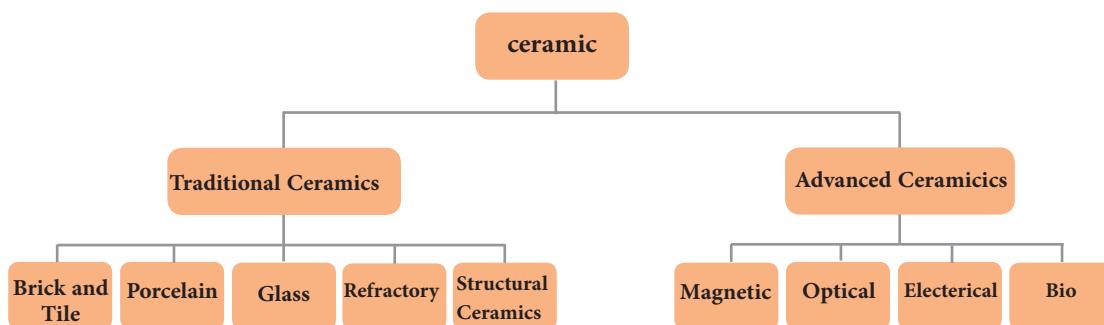 ceramic
Traditional Ceramics
Advanced Ceramicics
Brick and
Tile
Porcelain
Glass
Refractory
Structural
Ceramics
Magnetic
Optical
Electerical
Bio